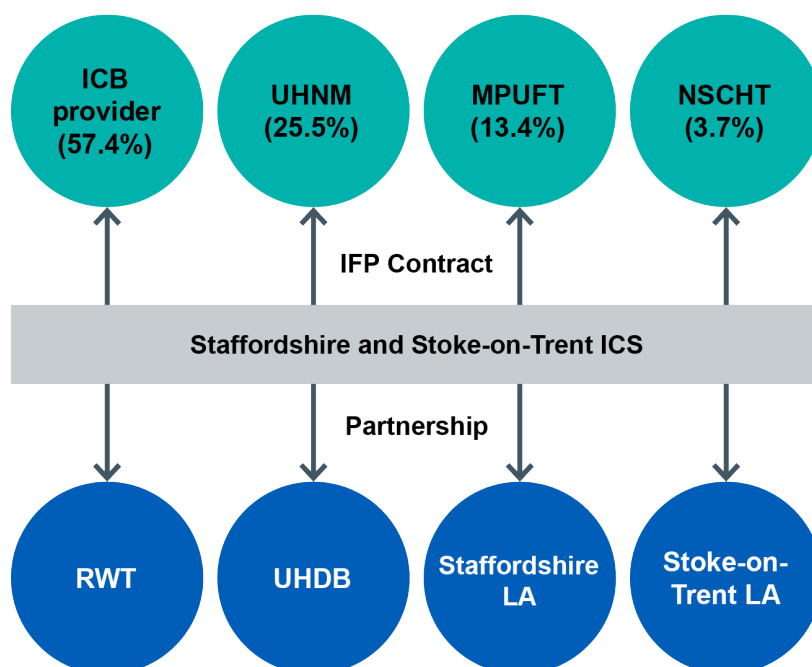 ICB
provider
(57.4%)
UHNM
(25.5%)
MPUFT
(13.4%)
NSCHT
(3.7%)
IFP Contract
Staffordshire and Stoke-on-Trent ICS
Partnership
RWT
UHDB
Staffordshire
LA
Stoke-on-
Trent LA